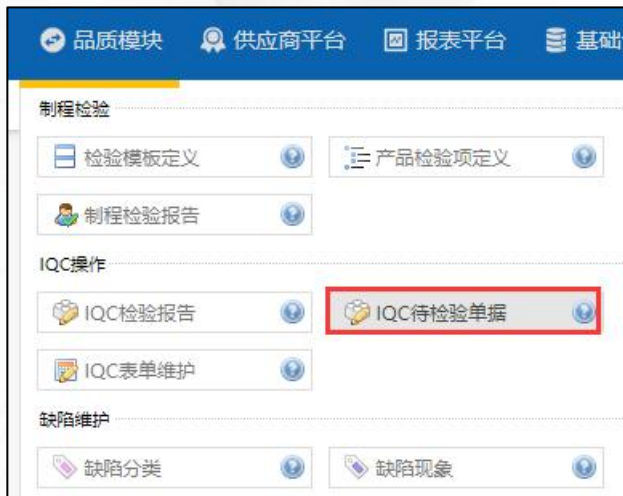 品质模块 供应商平台 报表平台 基础
制程检验
检验模板定义 产品检验项定义
制程检验报告
IQC操作
IQC检验报告 IQC待检验单据
IQC表单维护
缺陷维护
缺陷分类 缺陷现象